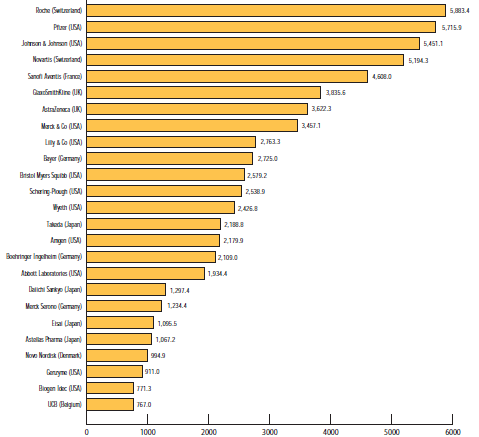 Roche (Switzerland) 5,883.4
Pfizer (USA) 5,715.9
Johnson & Johnson (USA) 5,451.1
Novartis (Switzerland) 5,194.3
Sanofi Aventis (France) 4,608.0
GlaxoSmithKline (UK) 3,835.6
AstraZeneca (UK) 3,622.3
Merck & Co (USA) 3,457.1
Lilly & Co (USA) 2,763.3
Bayer (Germany) 2,725.0
Bristol Myers Squibb (USA) 2,579.2
Schering-Plough (USA) 2,538.9
Wyeth (USA) 2,426.8
Takeda (Japan) 2,188.8
Amgen (USA) 2,179.9
Boehringer Ingelheim (Germany) 2,109.0
Abbott Laboratories (USA) 1,934.4
Daiichi Sankyo (Japan) 1,297.4
Merck Serono (Germany) 1,234.4
Eisai (Japan) 1,095.5
Astellas Pharma (Japan) 1,067.2
Novo Nordisk (Denmark) 994.9
Genzyme (USA) 911.0
Biogen Idec (USA) 771.3
UCB (Belgium) 767.0
0 1000 2000 3000 4000 5000 6000